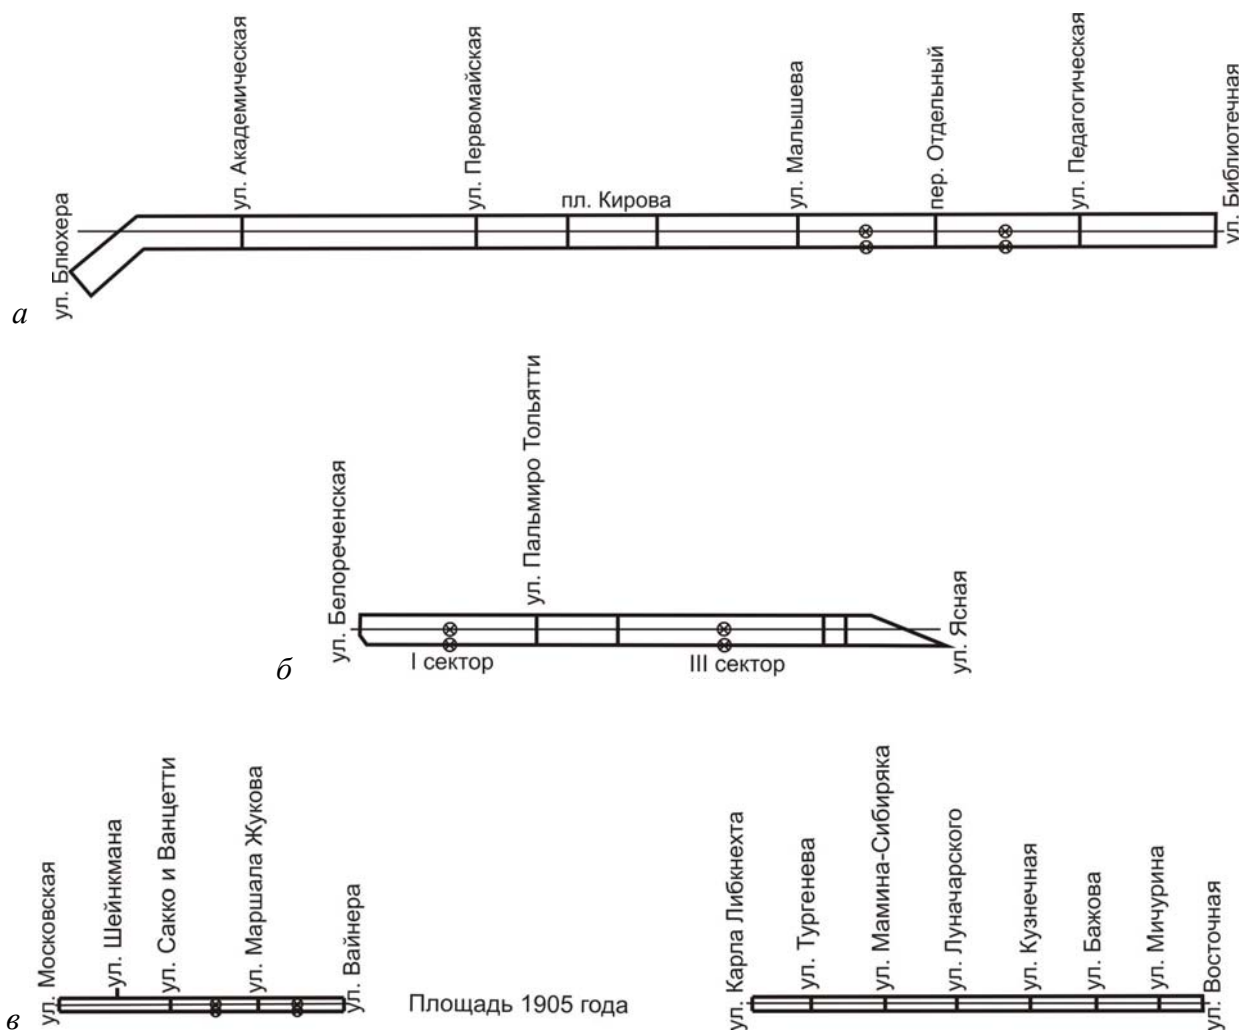 ул. Блюхера
ул. Академическая
ул. Первомайская
пл. Кирова
ул. Малышева
пер. Отдельный
ул. Педагогическая
ул. Библиотечная
а
ул. Белореченская
ул. Пальмиро Тольятти
ул. Ясная
I сектор
III сектор
б
ул. Московская
ул. Шейнкмана
ул. Сакко и Ванцетти
ул. Маршала Жукова
ул. Вайнера
Площадь 1905 года
ул. Карла Либкнехта
ул. Тургенева
ул. Мамина-Сибиряка
ул. Луначарского
ул. Кузнечная
ул. Бажова
ул. Мичурина
ул. Восточная
в